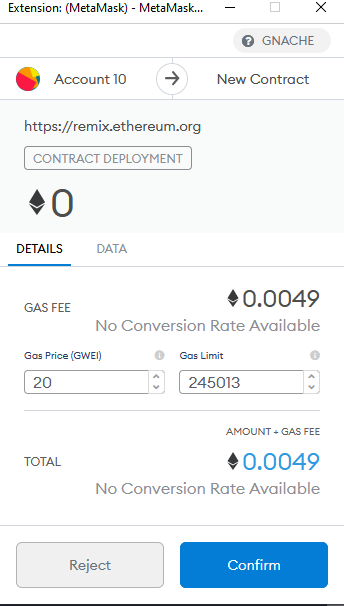 Extension: (MetaMask) - MetaMask...
? GNACHE
Account 10 New Contract
https://remix.ethereum.org
CONTRACT DEPLOYMENT
0
DETAILS DATA
GAS FEE 0.0049
No Conversion Rate Available
Gas Price (GWEI) i Gas Limit i
20 245013
AMOUNT + GAS FEE
TOTAL 0.0049
No Conversion Rate Available
Reject Confirm